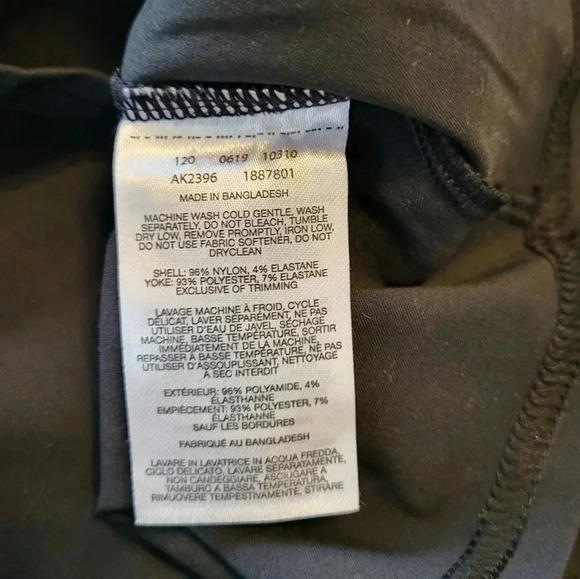 120 0619 10310
AK2396 1887801
MADE IN BANGLADESH
MACHINE WASH COLD GENTLE, WASH
SEPARATELY, DO NOT BLEACH, TUMBLE
DRY LOW, REMOVE PROMPTLY, IRON LOW,
DO NOT USE FABRIC SOFTENER, DO NOT
DRYCLEAN
SHELL: 96% NYLON, 4% ELASTANE
YOKE: 93% POLYESTER, 7% ELASTANE
EXCLUSIVE OF TRIMMING
LAVAGE MACHINE À FROID, CYCLE
DÉLICAT, LAVER SÉPARÉMENT, NE PAS
UTILISER D'EAU DE JAVEL, SÉCHAGE
MACHINE, BASSE TEMPÉRATURE, SORTIR
IMMÉDIATEMENT DE LA MACHINE,
REPASSER À BASSE TEMPÉRATURE, NE PAS
UTILISER D'ASSOUPLISSANT, NETTOYAGE
À SEC INTERDIT
EXTÉRIEUR: 96% POLYAMIDE, 4%
ÉLASTHANNE
EMPIÈCEMENT: 93% POLYESTER, 7%
ÉLASTHANNE
SAUF LES BORDURES
FABRIQUÉ AU BANGLADESH
LAVARE IN LAVATRICE IN ACQUA FREDDA,
CICLO DELICATO, LAVARE SEPARATAMENTE,
NON CANDEGGIARE, ASCIUGARE A
TAMBURO A BASSA TEMPERATURA,
RIMUOVERE TEMPESTIVAMENTE, STIRARE